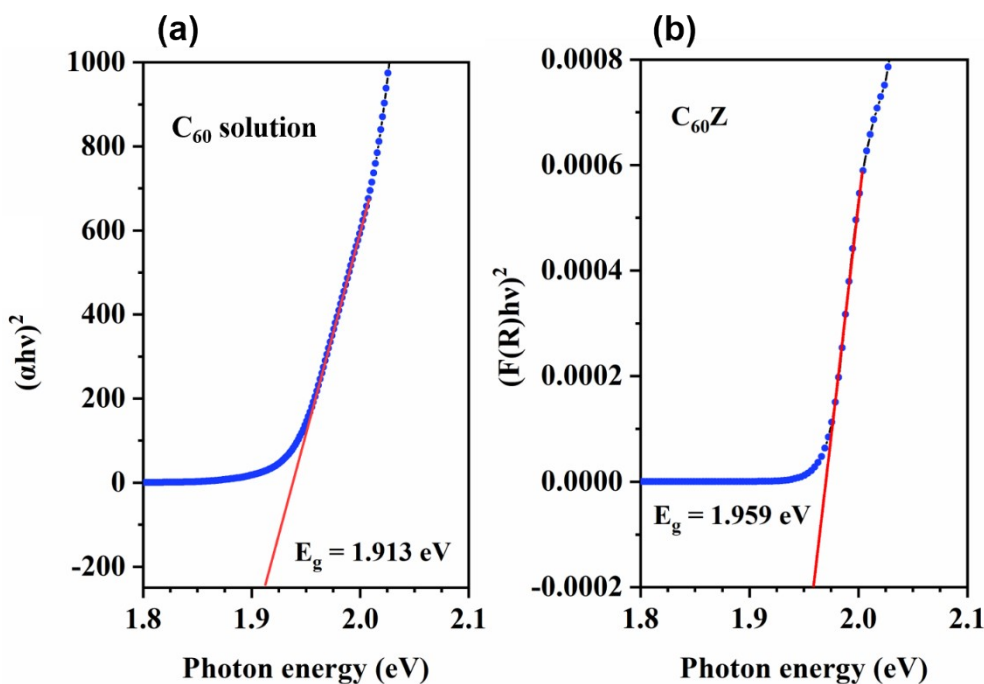 (a)
(αhν)²
1000
800
600
400
200
0
-200
C₆₀ solution
E_g = 1.913 eV
1.8 1.9 2.0 2.1
Photon energy (eV)
(b)
(F(R)hν)²
0.0008
0.0006
0.0004
0.0002
0.0000
-0.0002
C₆₀Z
E_g = 1.959 eV
1.8 1.9 2.0 2.1
Photon energy (eV)